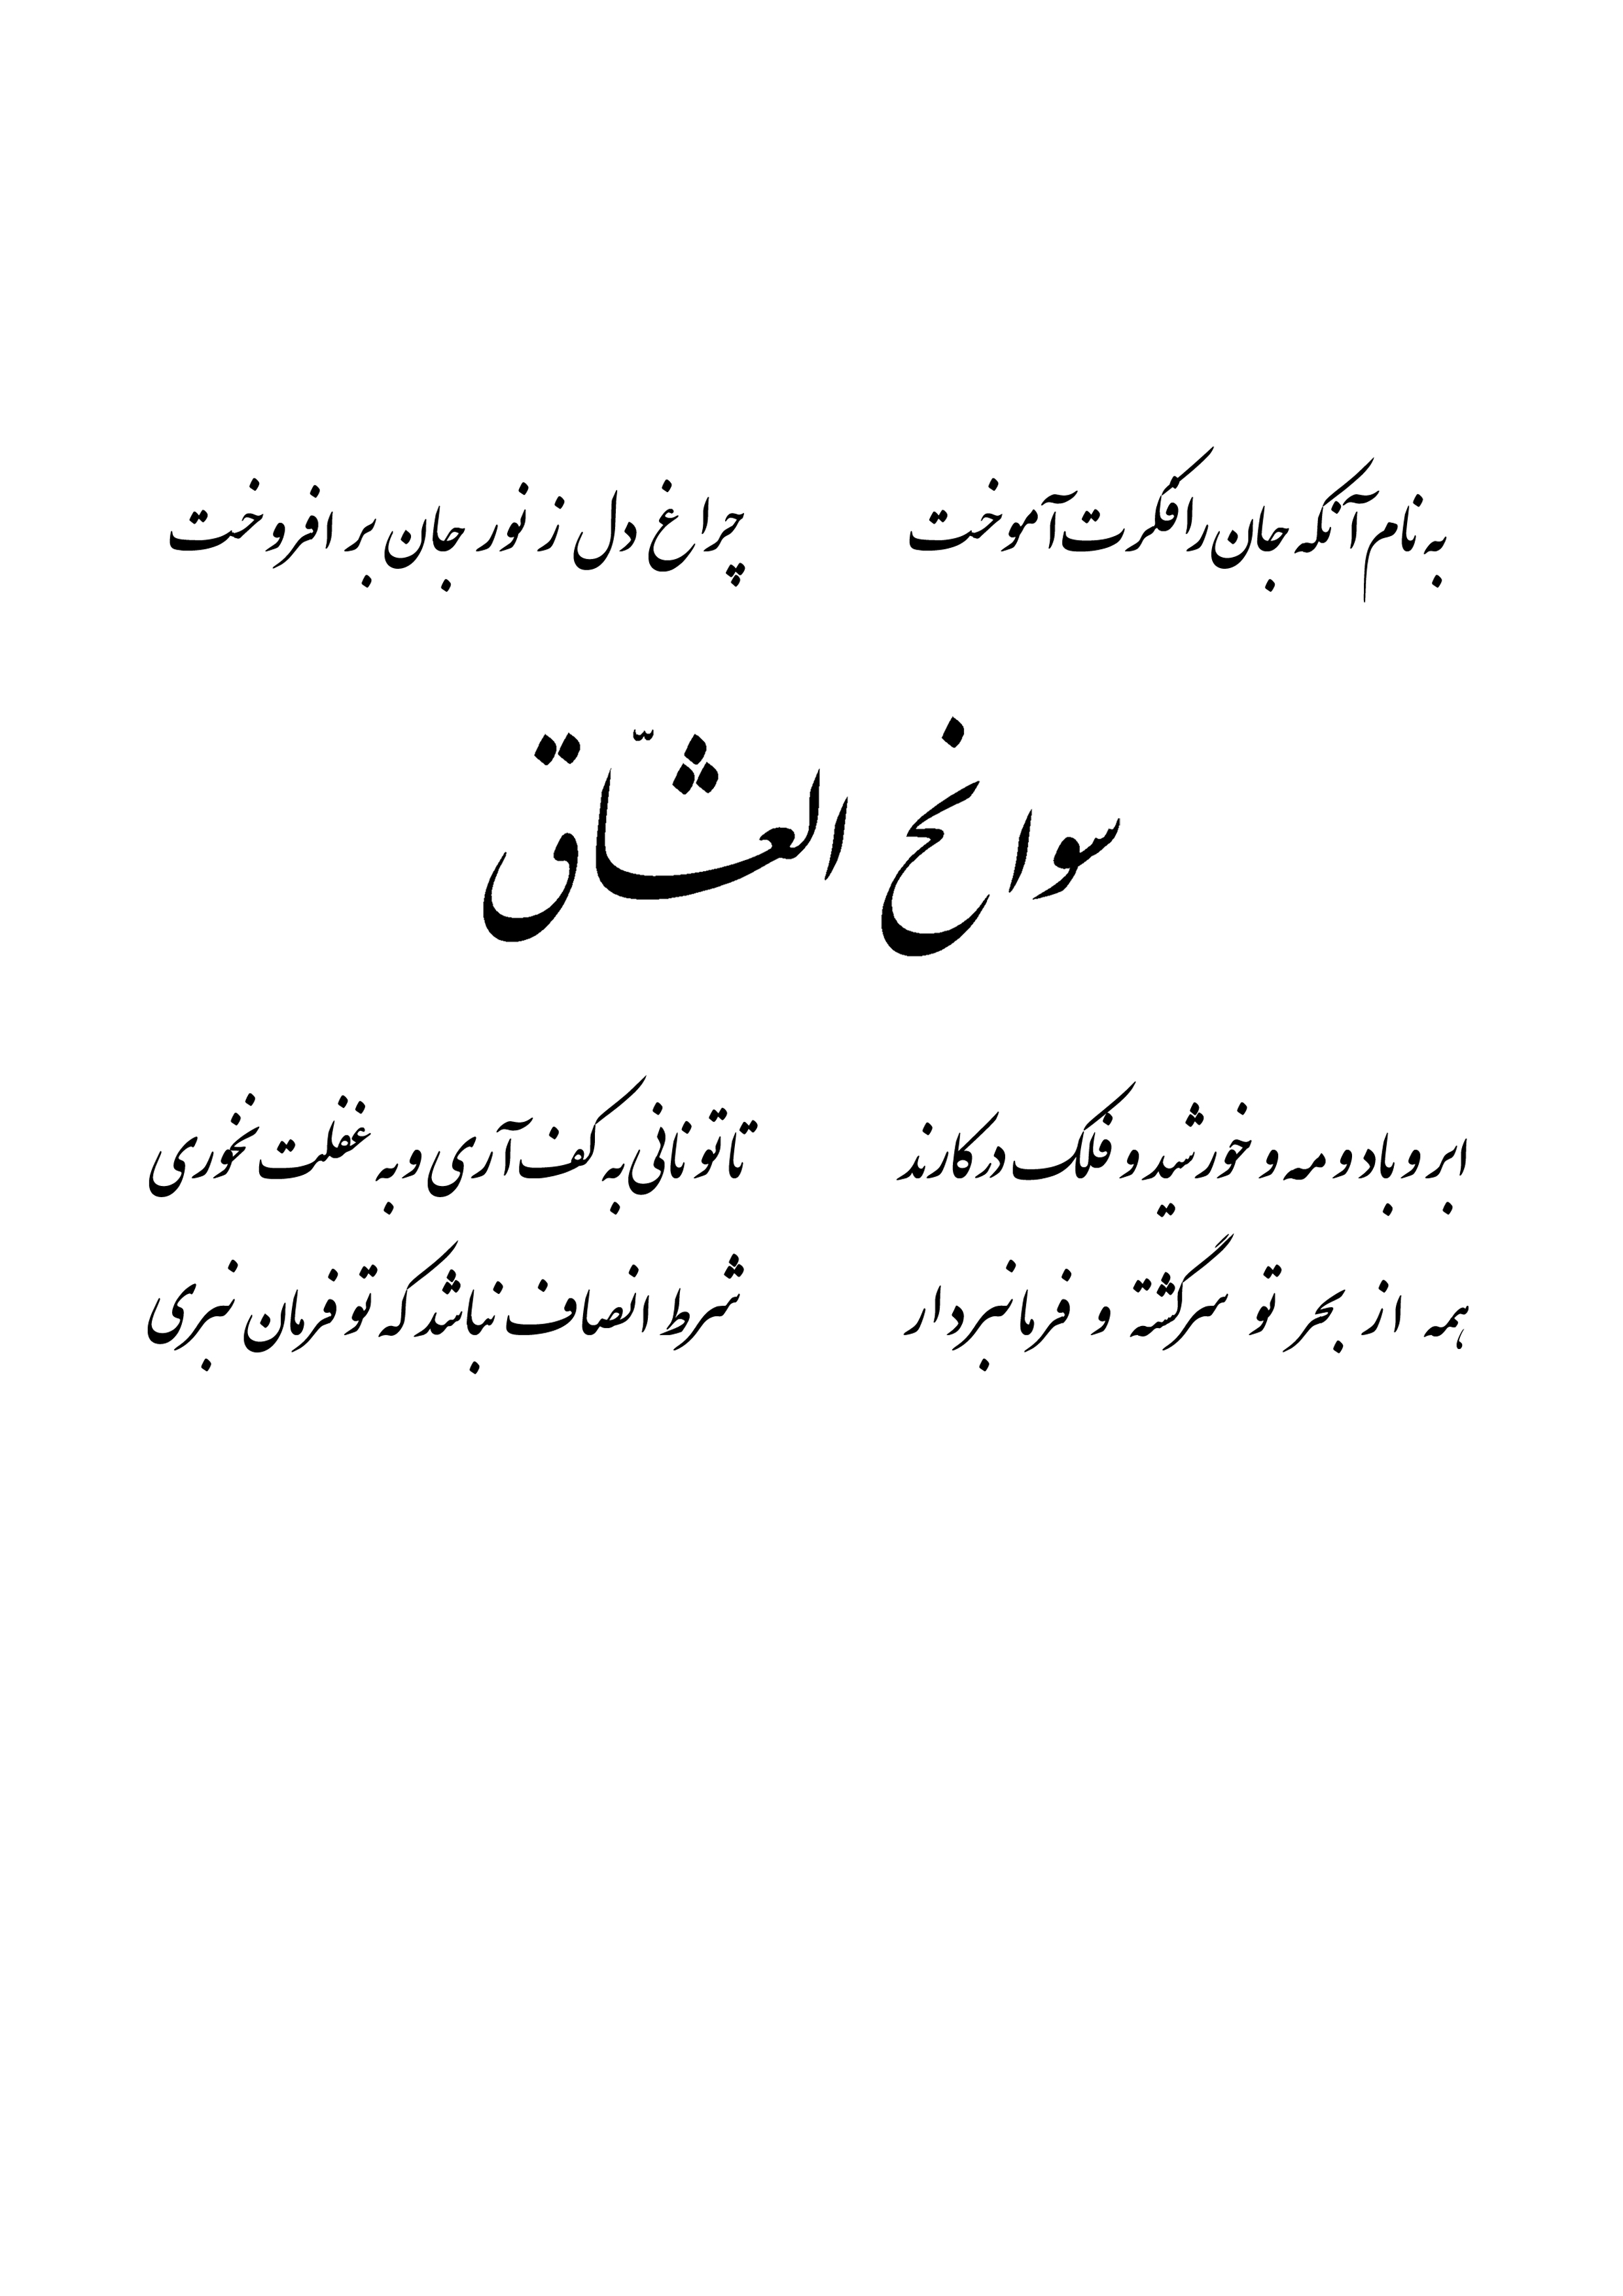 به نام آنکه جان را فکرت آموخت چراغ دل ز نور جان بر افروخت
سوانح العشّاق
ابر و باد و مه و خورشید و فلک در کارند تا تو نانی به کف آری و به غفلت نخوری
همه از بهر تو سرگشته و فرمانبردار شرط انصاف نباشد که تو فرمان نبری